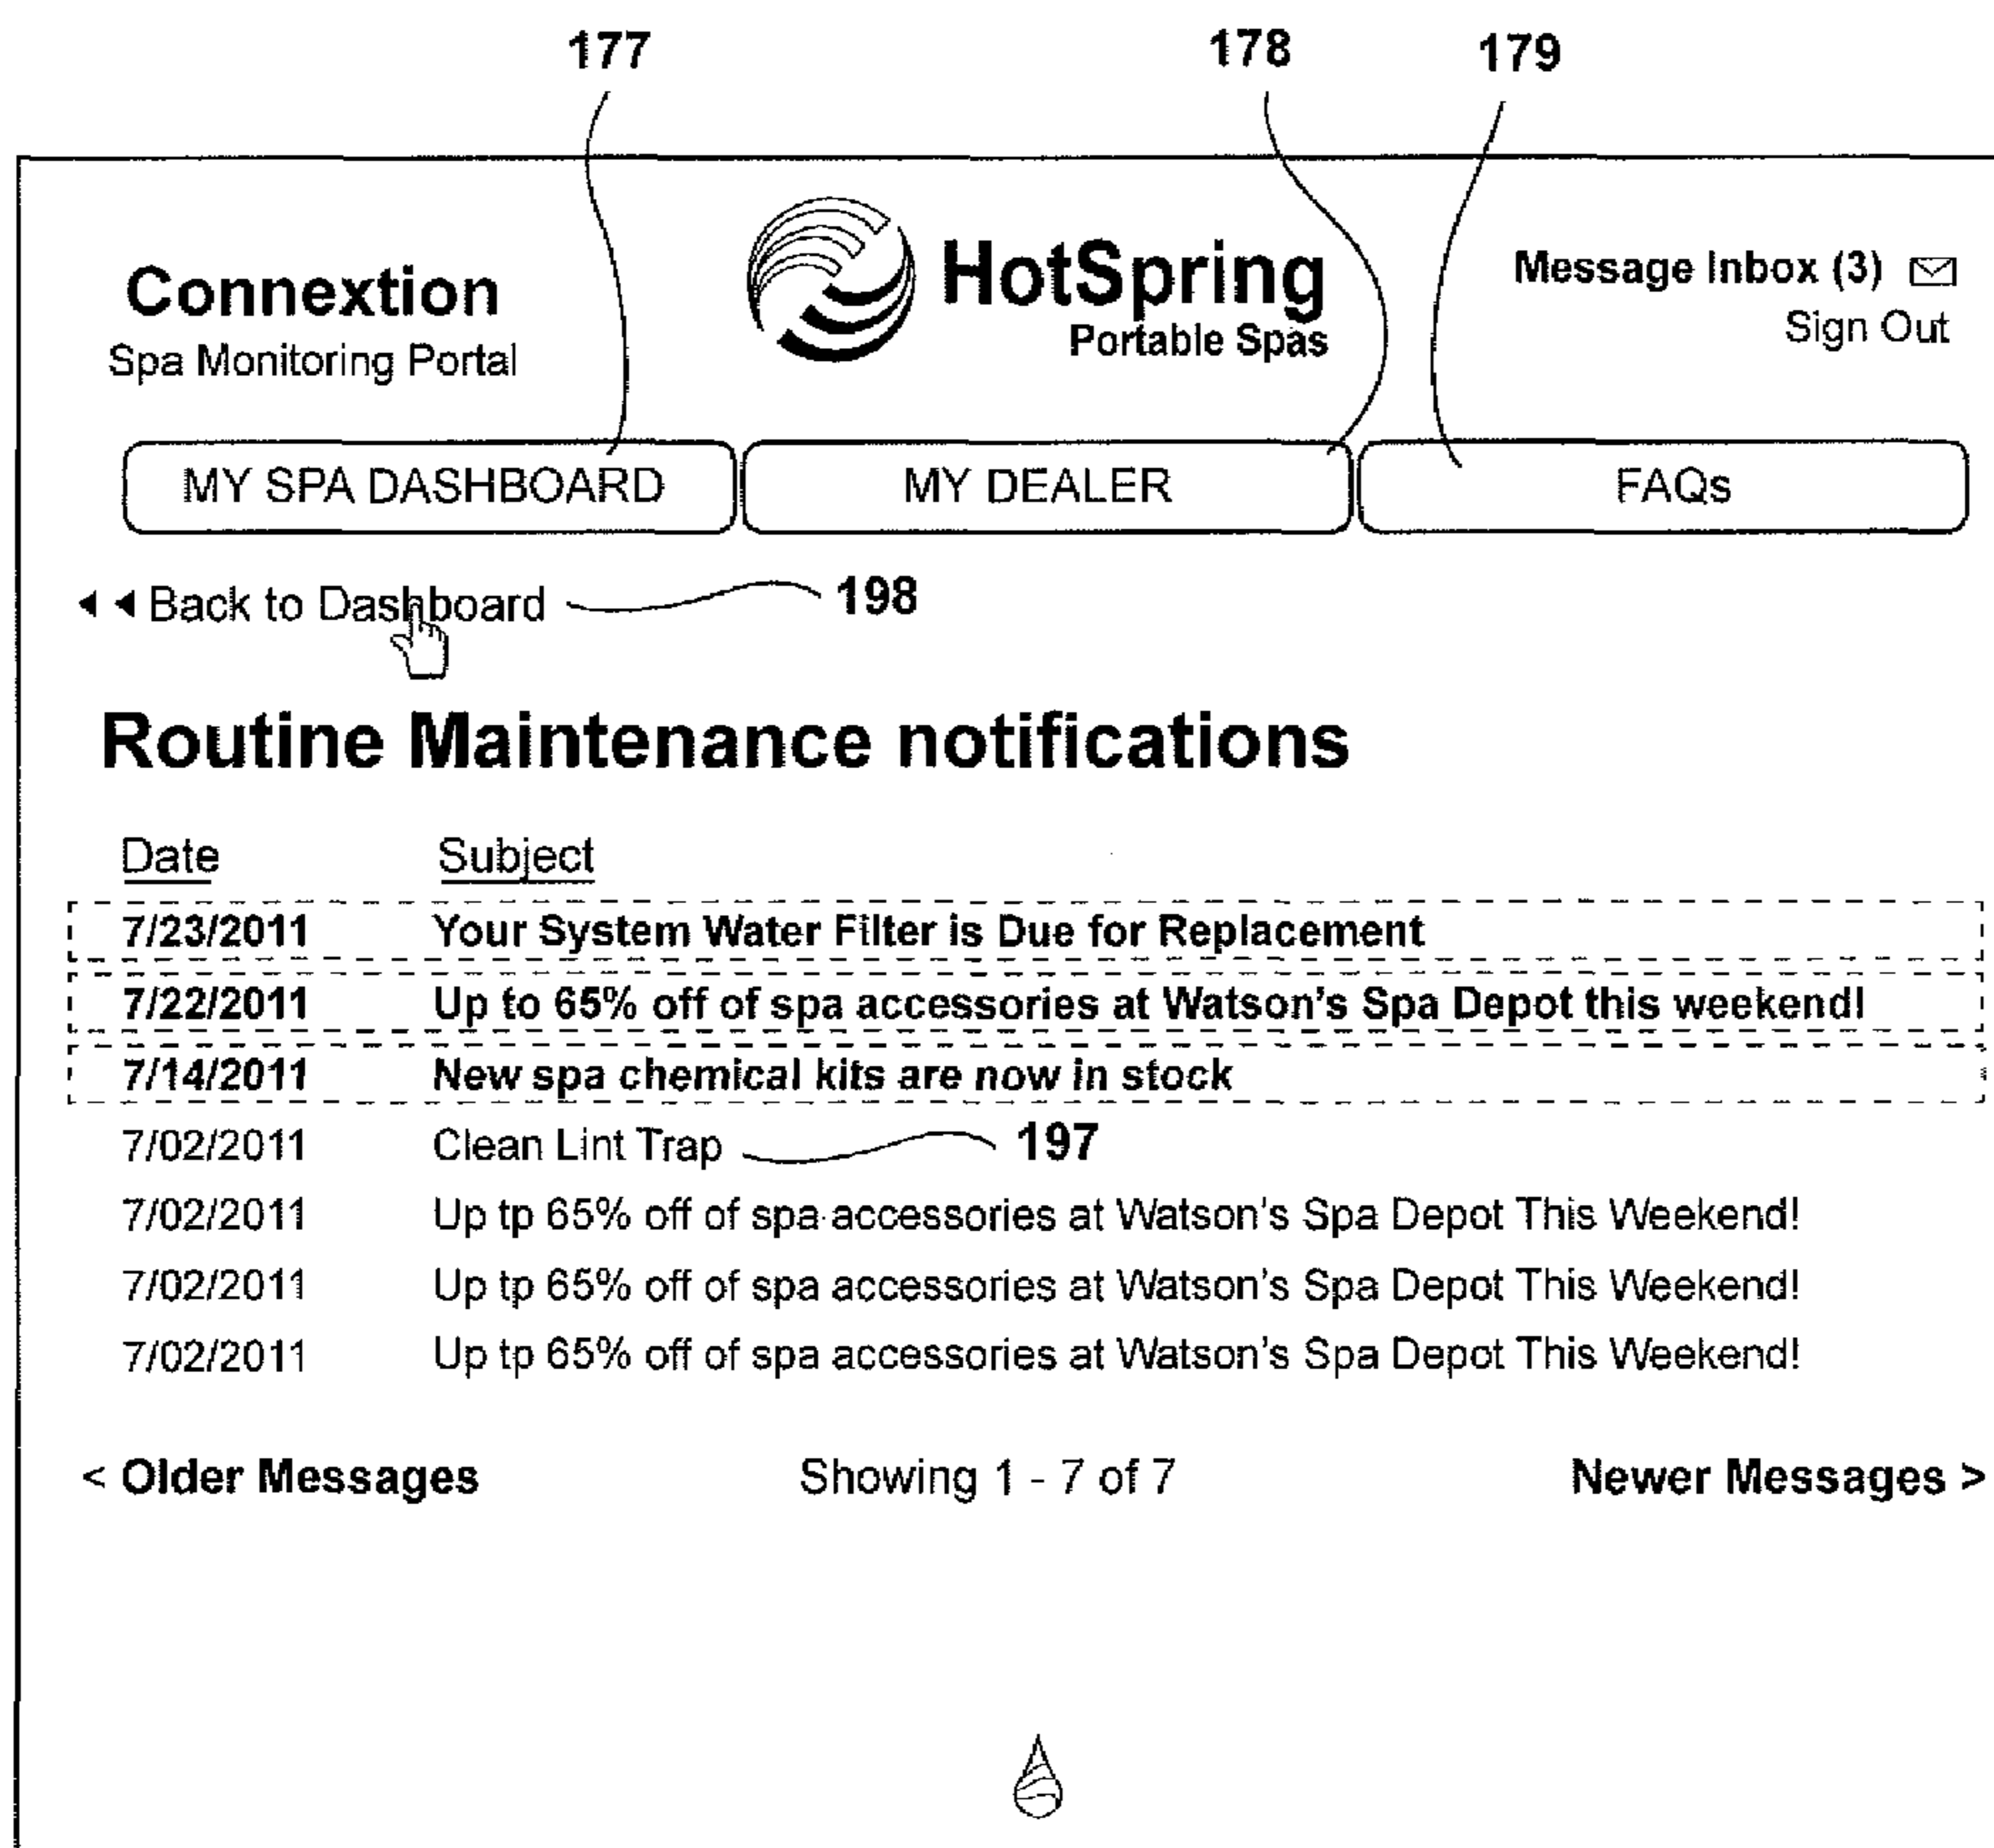 177 178 179
Connextion HotSpring Message Inbox (3)
Spa Monitoring Portal Portable Spas Sign Out
MY SPA DASHBOARD MY DEALER FAQs
Back to Dashboard 198
Routine Maintenance notifications
Date Subject
7/23/2011 Your System Water Filter is Due for Replacement
7/22/2011 Up to 65% off of spa accessories at Watson's Spa Depot this weekend!
7/14/2011 New spa chemical kits are now in stock
7/02/2011 Clean Lint Trap 197
7/02/2011 Up tp 65% off of spa accessories at Watson's Spa Depot This Weekend!
7/02/2011 Up tp 65% off of spa accessories at Watson's Spa Depot This Weekend!
7/02/2011 Up tp 65% off of spa accessories at Watson's Spa Depot This Weekend!
< Older Messages Showing 1 - 7 of 7 Newer Messages >